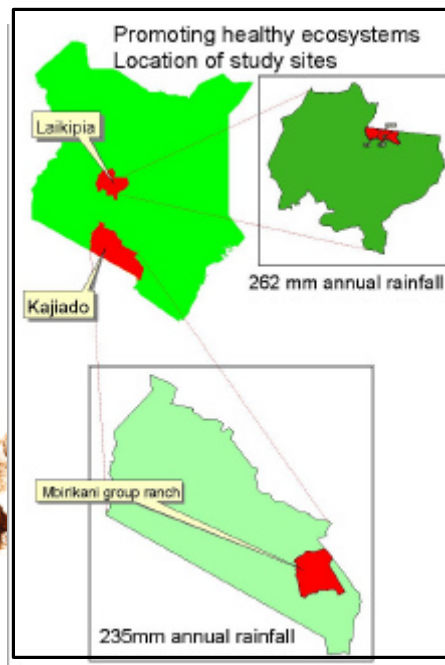 Promoting healthy ecosystems
Location of study sites
Laikipia
262 mm annual rainfall
Kajiado
Mbirikani group ranch
235mm annual rainfall